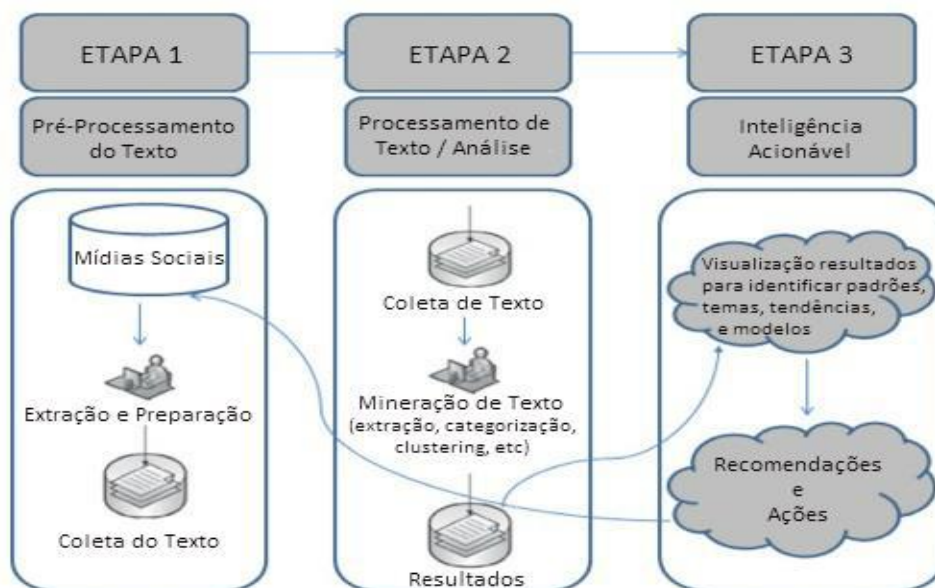 ETAPA 1
ETAPA 2
ETAPA 3
Pré-Processamento
do Texto
Processamento de
Texto / Análise
Inteligência
Acionável
Mídias Sociais
Extração e Preparação
Coleta do Texto
Coleta de Texto
Mineração de Texto
(extração, categorização,
clustering, etc)
Resultados
Visualização resultados
para identificar padrões,
temas, tendências,
e modelos
Recomendações
e
Ações